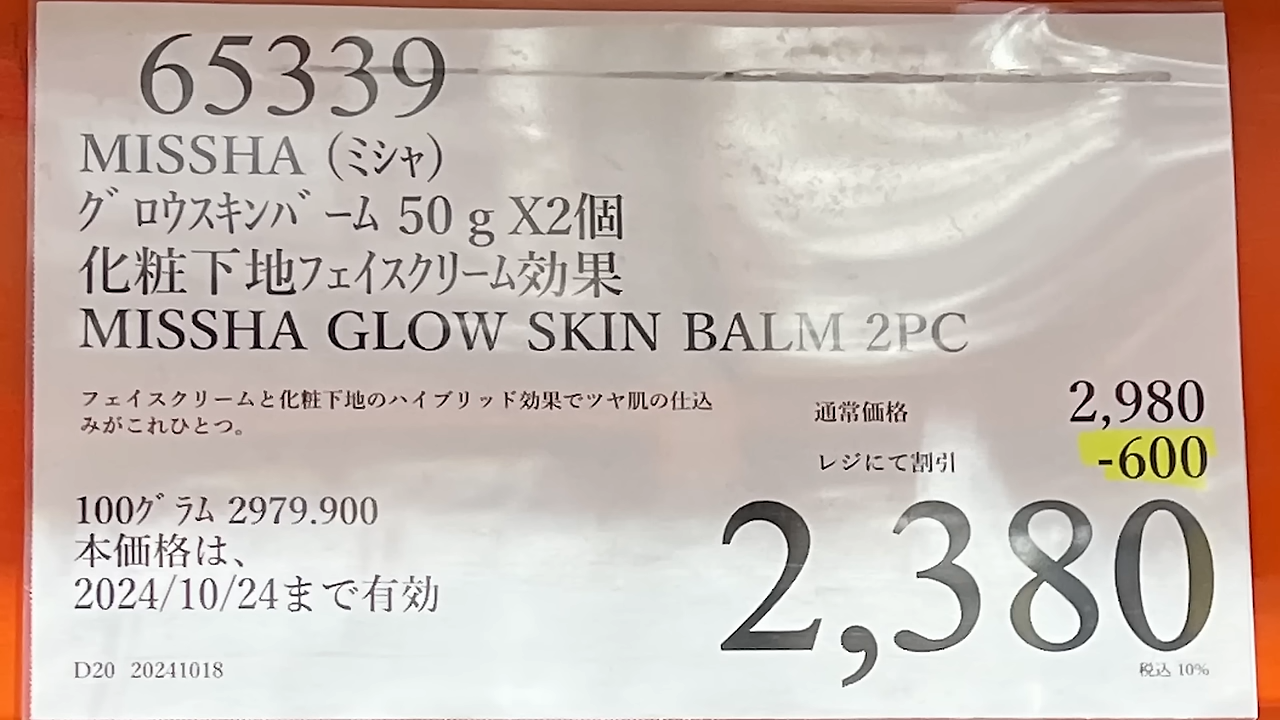 65339
MISSHA (ミシャ)
グロウスキンバーム 50ｇX2個
化粧下地フェイスクリーム効果
MISSHA GLOW SKIN BALM 2PC
フェイスクリームと化粧下地のハイブリッド効果でツヤ肌の仕込
みがこれひとつ。
通常価格 2,980
レジにて割引 -600
2,380
税込 10%
100グラム 2979.900
本価格は、
2024/10/24まで有効
D20 20241018